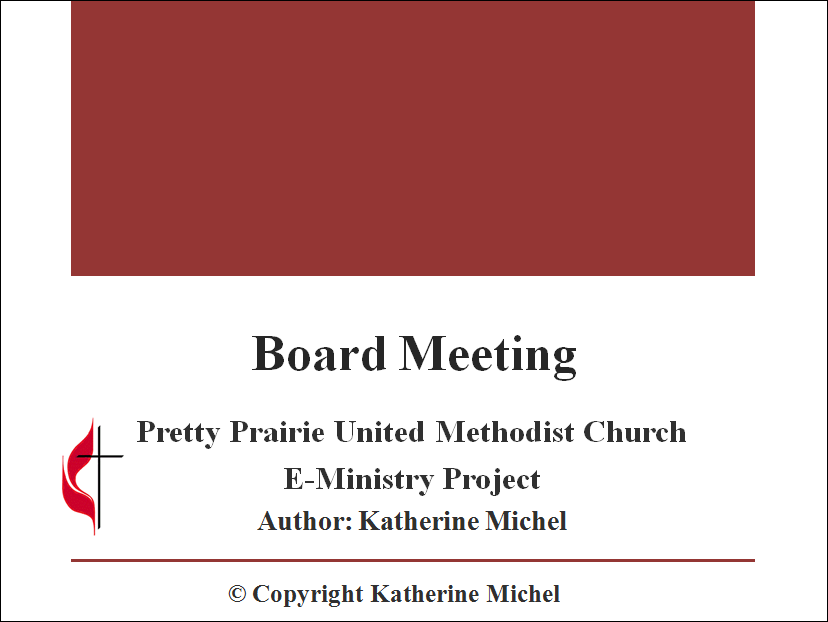 Board Meeting
Pretty Prairie United Methodist Church
E-Ministry Project
Author: Katherine Michel
© Copyright Katherine Michel